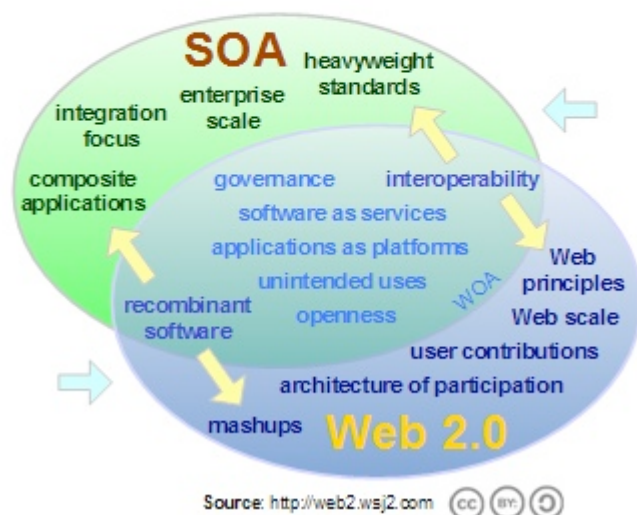 SOA
heavyweight
standards
enterprise
scale
integration
focus
composite
applications
governance
interoperability
software as services
applications as platforms
unintended uses
openness
WOA
recombinant
software
Web
principles
Web scale
user contributions
architecture of participation
mashups
Web 2.0
Source: http://web2.wsj2.com
cc BY: